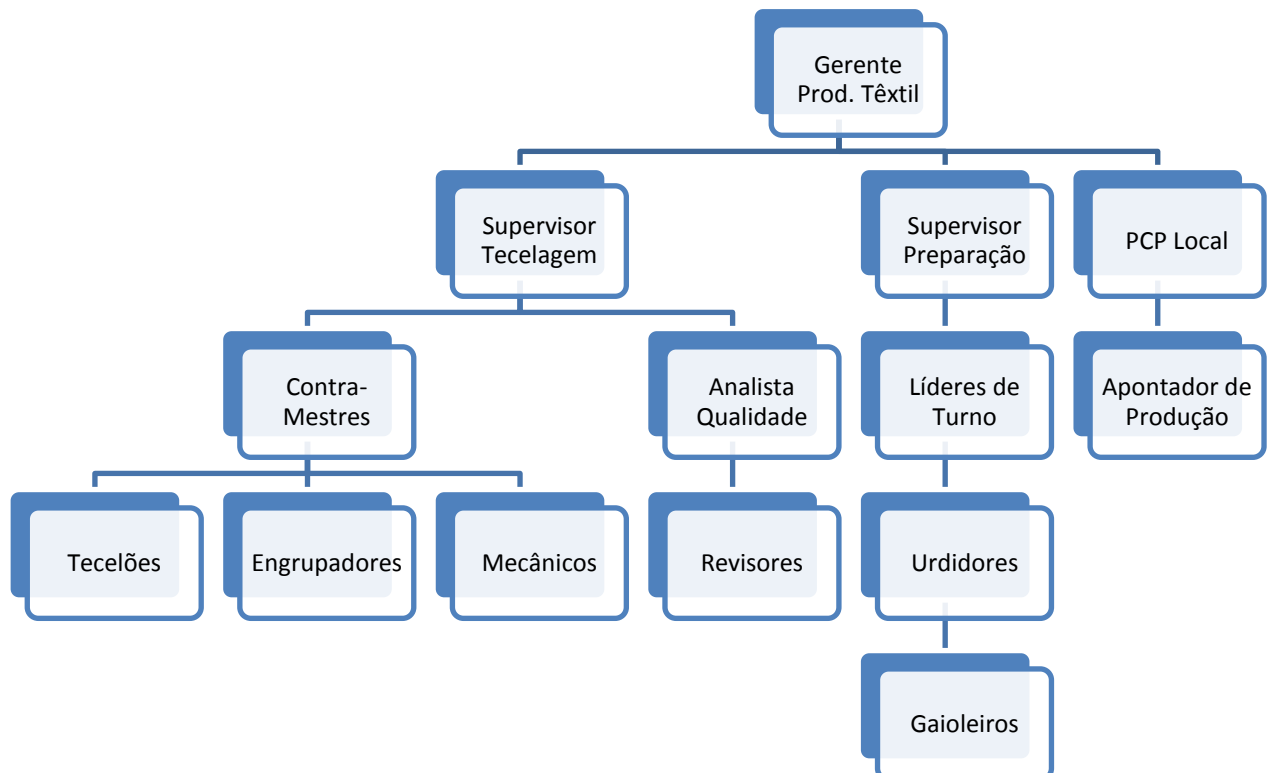 Gerente
Prod. Têxtil
Supervisor
Tecelagem
Supervisor
Preparação
PCP Local
Contra-
Mestres
Analista
Qualidade
Líderes de
Turno
Apontador de
Produção
Tecelões
Engrupadores
Mecânicos
Revisores
Urdidores
Gaioleiros